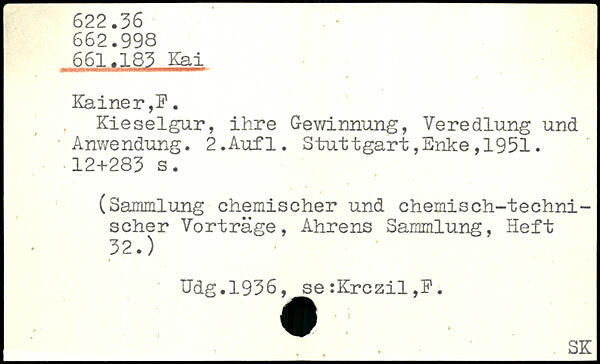 622.36
662.998
661.183 Kai
Kainer,F.
Kieselgur, ihre Gewinnung, Veredlung und
Anwendung. 2.Aufl. Stuttgart,Enke,1951.
12+283 s.
(Sammlung chemischer und chemisch-techni-
scher Vorträge, Ahrens Sammlung, Heft
32.)
Udg.1936, se:Krczil,F.
SK